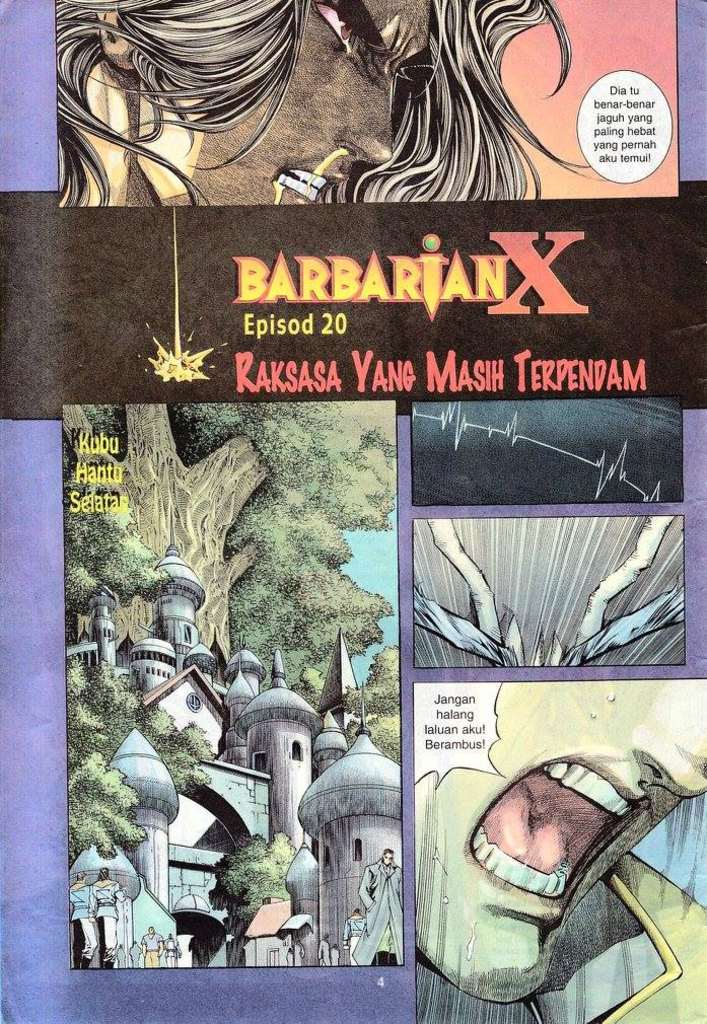 Dia tu
benar-benar
jaguh yang
paling hebat
yang pernah
aku temui!
BARBARIAN X
Episod 20
RAKSASA YANG MASIH TERPENDAM
Kubu
Hantu
Selatan
Jangan
halang
laluan aku!
Berambus!
4